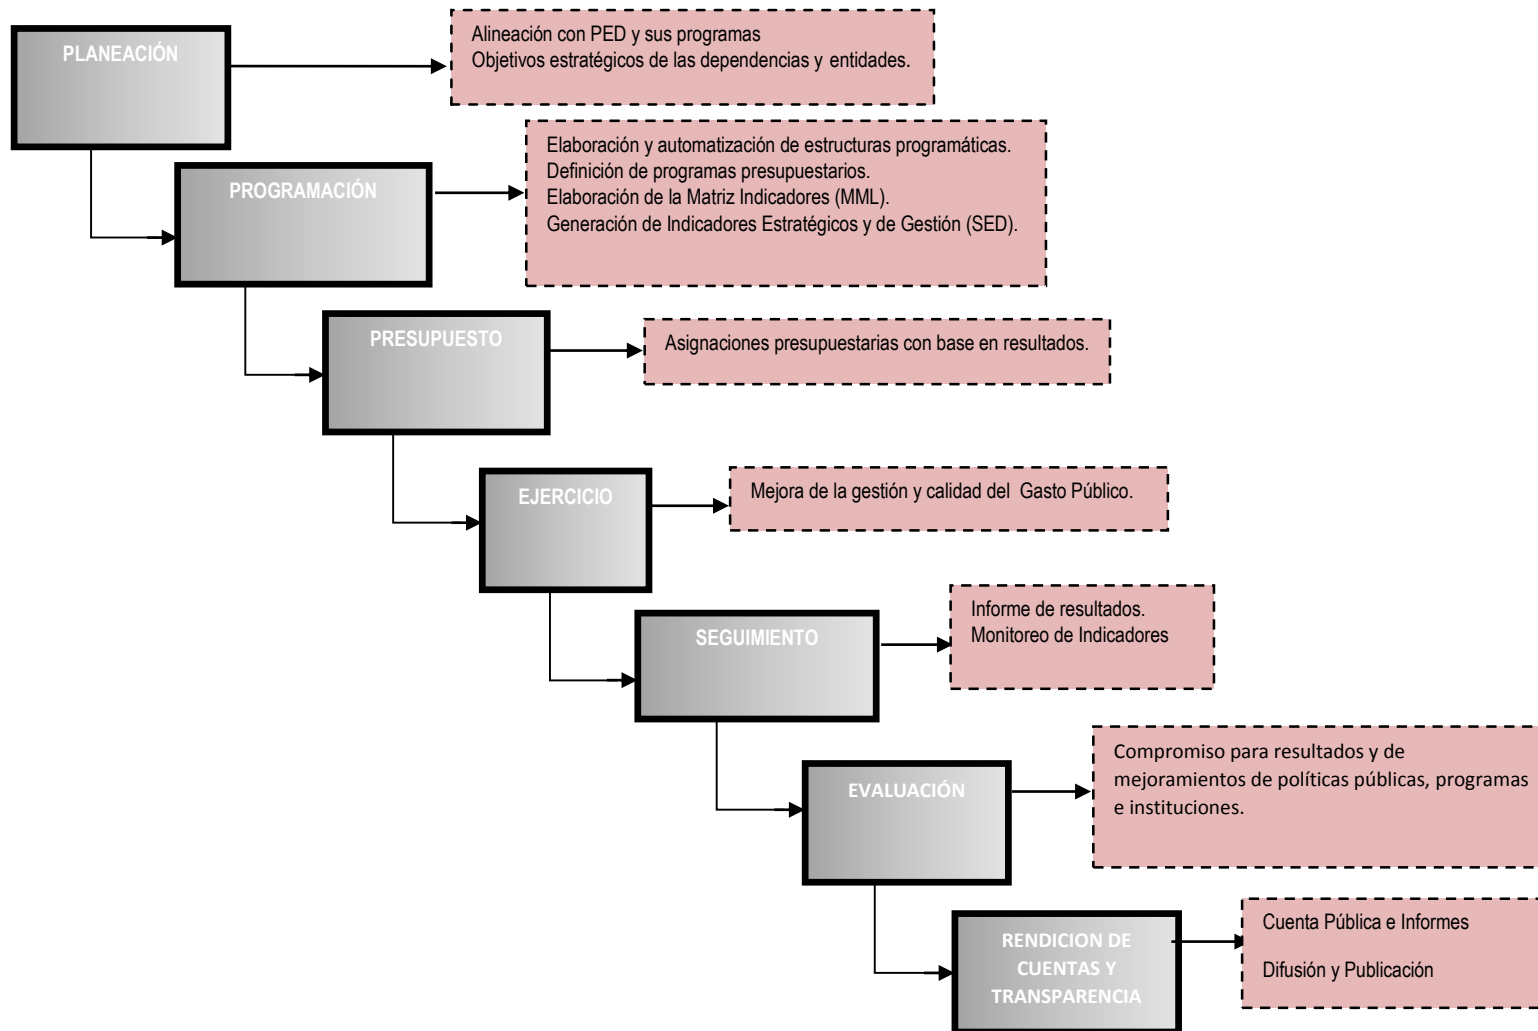 PLANEACIÓN
Alineación con PED y sus programas
Objetivos estratégicos de las dependencias y entidades.
PROGRAMACIÓN
Elaboración y automatización de estructuras programáticas.
Definición de programas presupuestarios.
Elaboración de la Matriz Indicadores (MML).
Generación de Indicadores Estratégicos y de Gestión (SED).
PRESUPUESTO
Asignaciones presupuestarias con base en resultados.
EJERCICIO
Mejora de la gestión y calidad del Gasto Público.
SEGUIMIENTO
Informe de resultados.
Monitoreo de Indicadores
EVALUACIÓN
Compromiso para resultados y de
mejoramientos de políticas públicas, programas
e instituciones.
RENDICION DE
CUENTAS Y
TRANSPARENCIA
Cuenta Pública e Informes
Difusión y Publicación